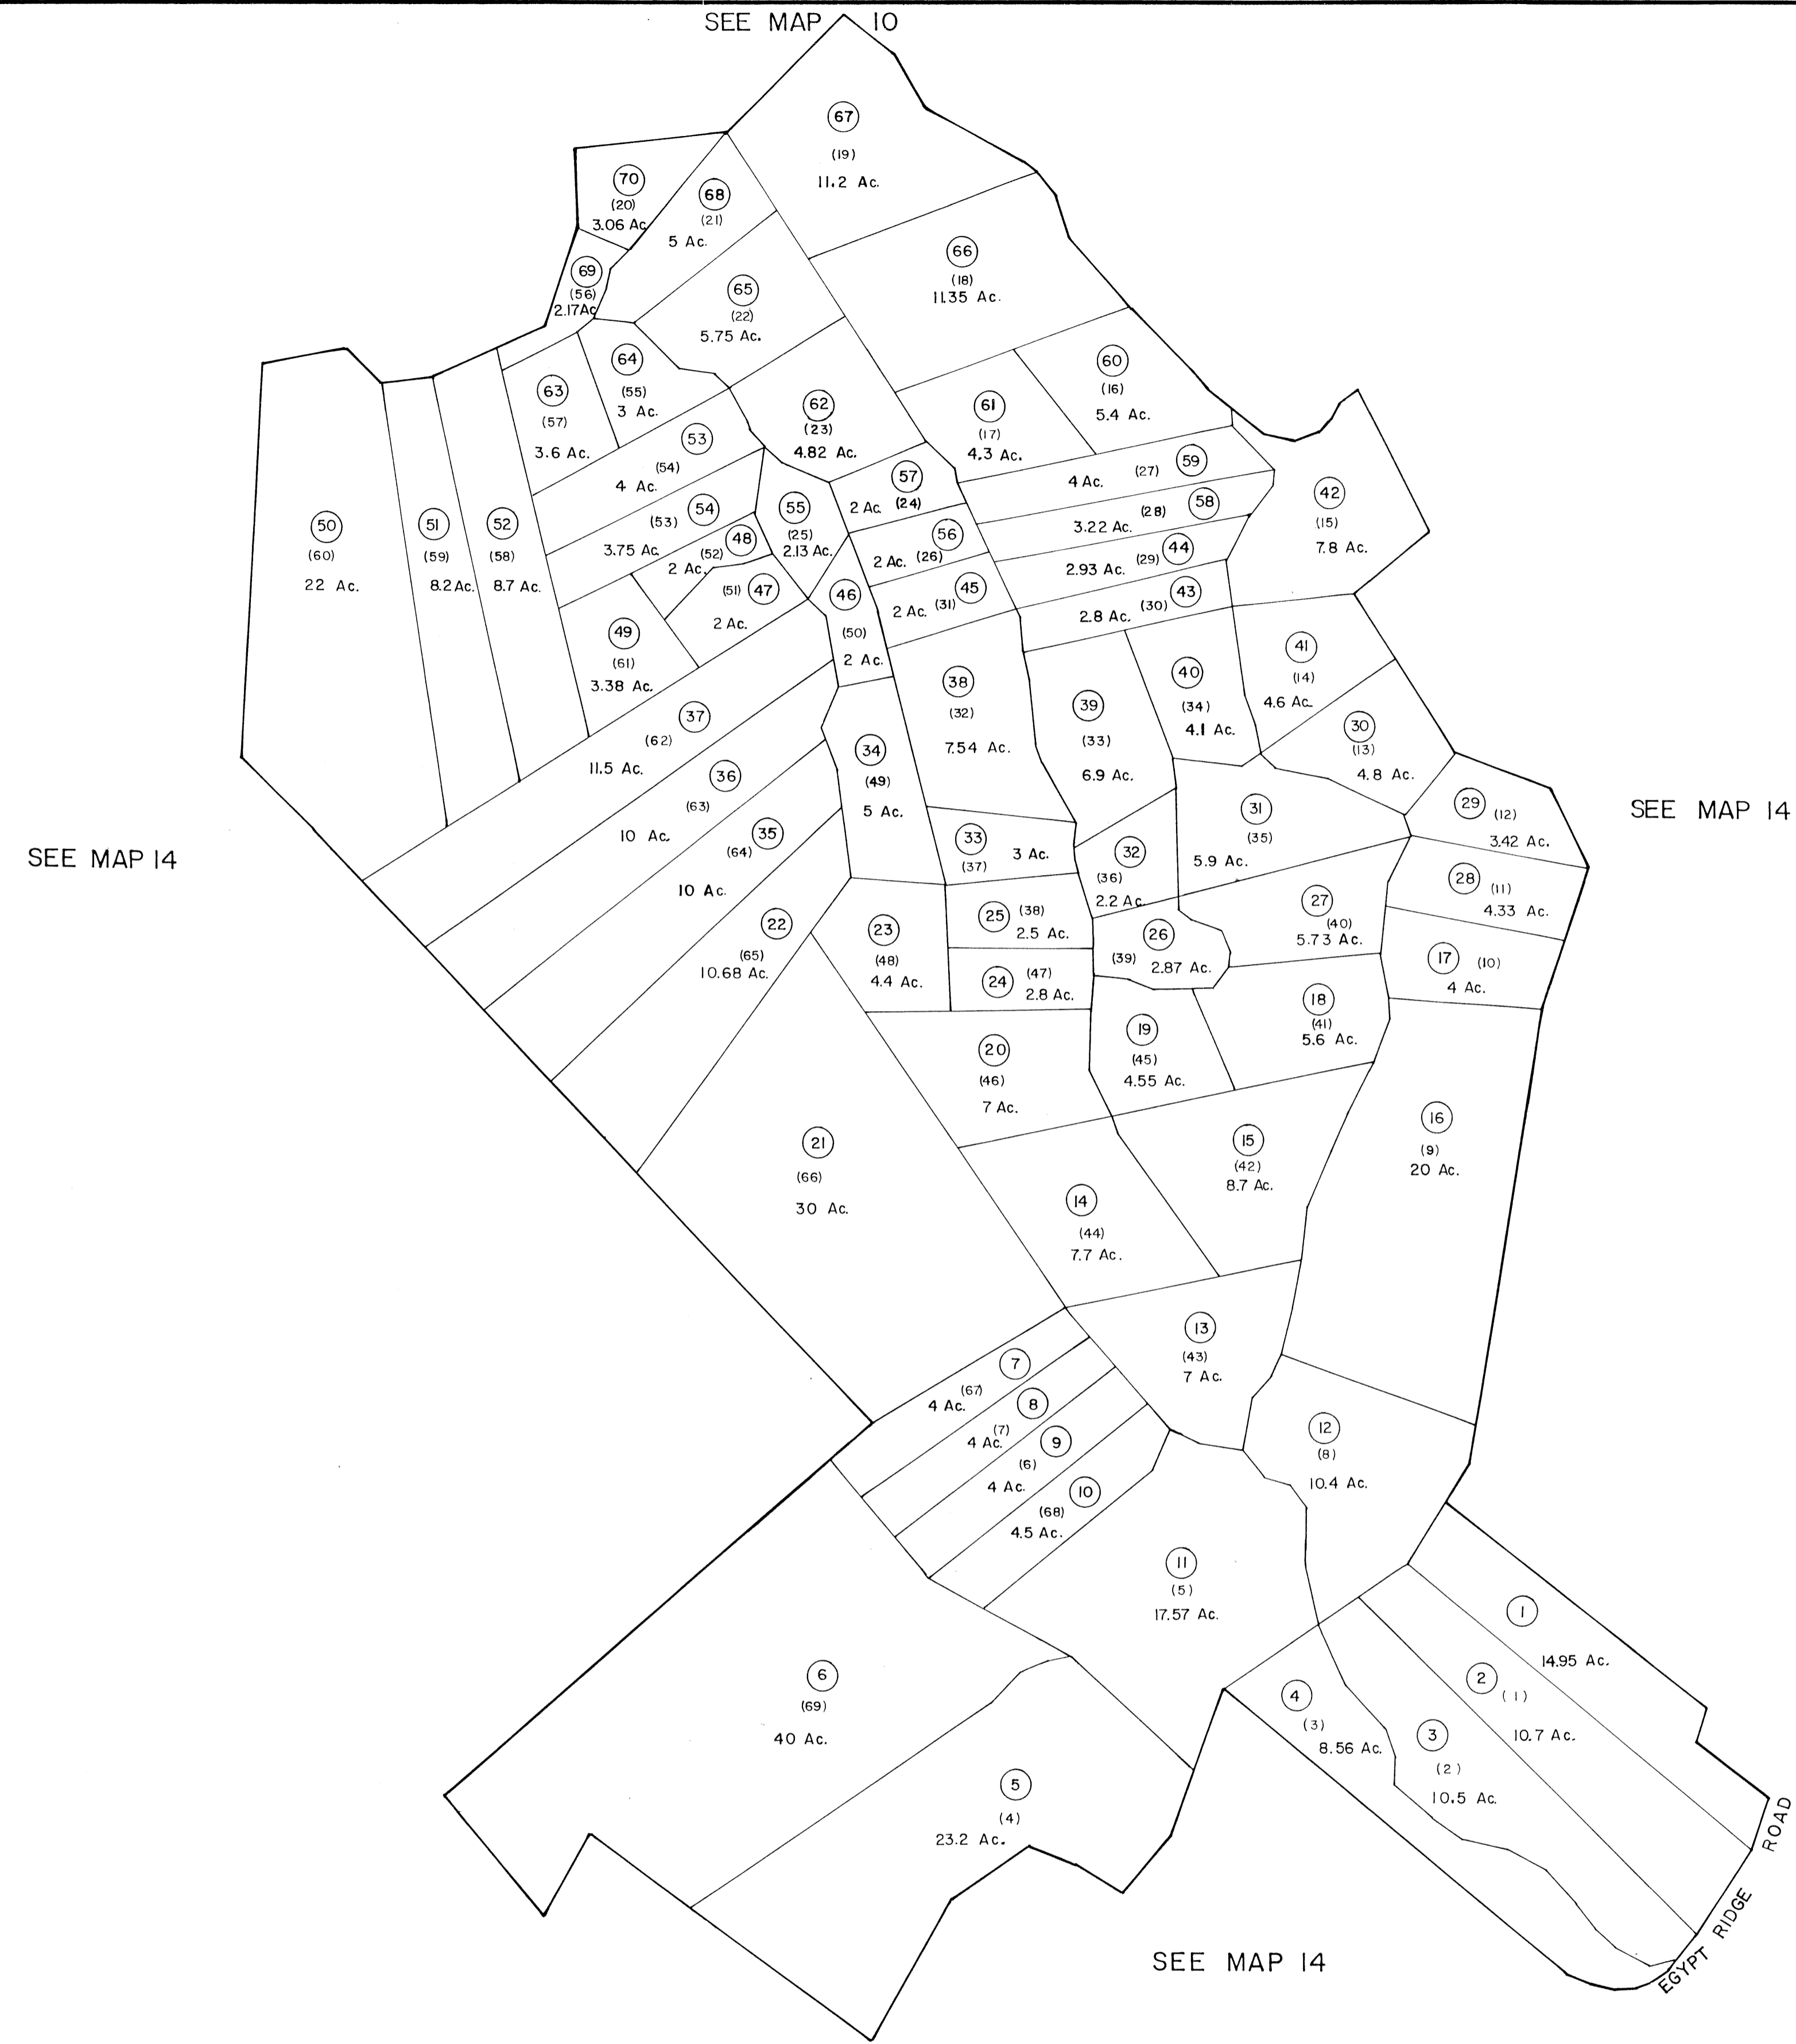 SEE MAP 10
67
(19)
11.2 Ac.
70
(20)
3.06 Ac
68
(21)
5 Ac.
66
(18)
11.35 Ac.
69
(56)
2.17 Ac
65
(22)
5.75 Ac.
64
(55)
3 Ac.
63
(57)
3.6 Ac.
60
(16)
5.4 Ac.
61
(17)
4.3 Ac.
62
(23)
4.82 Ac.
53
(54)
4 Ac.
59
(27)
4 Ac.
57
2 Ac. (24)
58
(28)
3.22 Ac.
42
(15)
7.8 Ac.
54
(53)
3.75 Ac.
55
(25)
2.13 Ac.
50
(60)
22 Ac.
51
(59)
8.2 Ac.
52
(58)
8.7 Ac.
48
(52)
2 Ac.
56
2 Ac. (26)
44
2.93 Ac. (29)
47
(51)
2 Ac.
46
(50)
2 Ac.
45
2 Ac. (31)
43
2.8 Ac. (30)
49
(61)
3.38 Ac.
41
(14)
4.6 Ac.
40
(34)
4.1 Ac.
38
(32)
7.54 Ac.
39
(33)
6.9 Ac.
37
(62)
11.5 Ac.
30
(13)
4.8 Ac.
34
(49)
5 Ac.
36
(63)
10 Ac.
29 (12)
3.42 Ac.
31
(35)
5.9 Ac.
SEE MAP 14
SEE MAP 14
35
(64)
10 Ac.
33
(37) 3 Ac.
32
(36)
2.2 Ac.
28 (11)
4.33 Ac.
27
(40)
5.73 Ac.
22
(65)
10.68 Ac.
23
(48)
4.4 Ac.
25 (38)
2.5 Ac.
26
(39) 2.87 Ac.
17 (10)
4 Ac.
24 (47)
2.8 Ac.
18
(41)
5.6 Ac.
19
(45)
4.55 Ac.
20
(46)
7 Ac.
16
(9)
20 Ac.
21
(66)
30 Ac.
15
(42)
8.7 Ac.
14
(44)
7.7 Ac.
13
(43)
7 Ac.
7
(67)
4 Ac.
8
(7)
4 Ac.
9
(6)
4 Ac.
10
(68)
4.5 Ac.
12
(8)
10.4 Ac.
11
(5)
17.57 Ac.
1
14.95 Ac.
2
(1)
10.7 Ac.
6
(69)
40 Ac.
4
(3)
8.56 Ac.
3
(2)
10.5 Ac.
5
(4)
23.2 Ac.
EGYPT RIDGE ROAD
SEE MAP 14